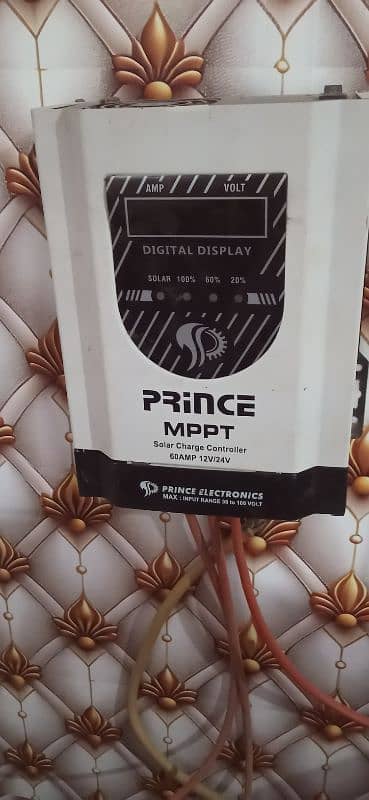 AMP VOLT
DIGITAL DISPLAY
SOLAR 100% 60% 20%
PRINCE
MPPT
Solar Charge Controller
60AMP 12V/24V
PRINCE ELECTRONICS
MAX : INPUT RANGE 30 to 160 VOLT